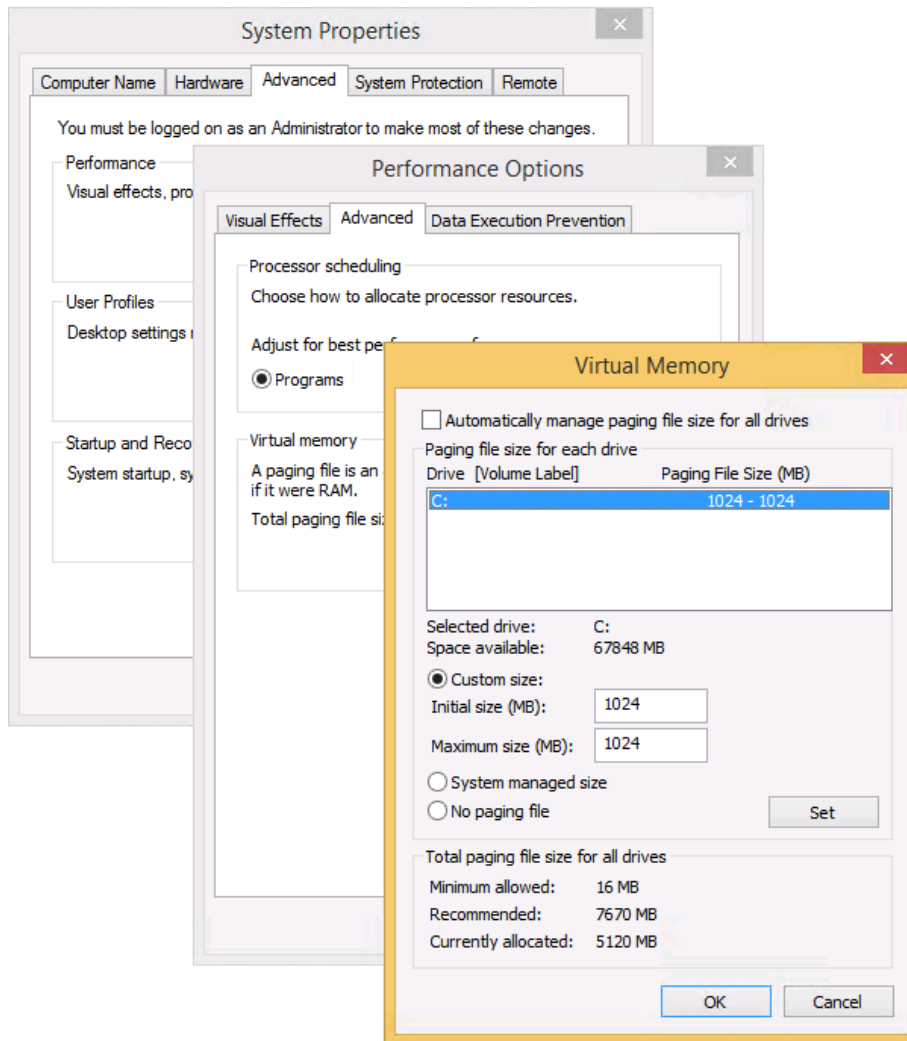 System Properties
Computer Name Hardware Advanced System Protection Remote
You must be logged on as an Administrator to make most of these changes.
Performance
Visual effects, pro
User Profiles
Desktop settings
Startup and Reco
System startup, sy
Performance Options
Visual Effects Advanced Data Execution Prevention
Processor scheduling
Choose how to allocate processor resources.
Adjust for best
Programs
Virtual memory
A paging file is an
if it were RAM.
Total paging file si
Virtual Memory
Automatically manage paging file size for all drives
Paging file size for each drive
Drive [Volume Label] Paging File Size (MB)
C: 1024 - 1024
Selected drive: C:
Space available: 67848 MB
Custom size:
Initial size (MB): 1024
Maximum size (MB): 1024
System managed size
No paging file
Set
Total paging file size for all drives
Minimum allowed: 16 MB
Recommended: 7670 MB
Currently allocated: 5120 MB
OK Cancel